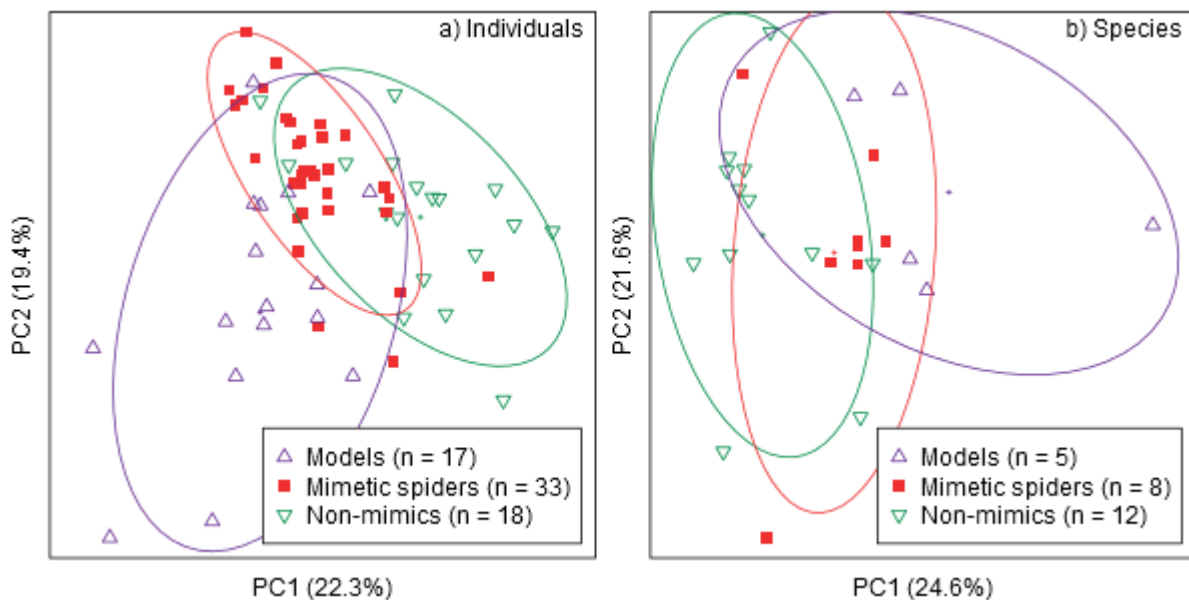 a) Individuals
PC2 (19.4%)
Models (n = 17)
Mimetic spiders (n = 33)
Non-mimics (n = 18)
PC1 (22.3%)
b) Species
PC2 (21.6%)
Models (n = 5)
Mimetic spiders (n = 8)
Non-mimics (n = 12)
PC1 (24.6%)